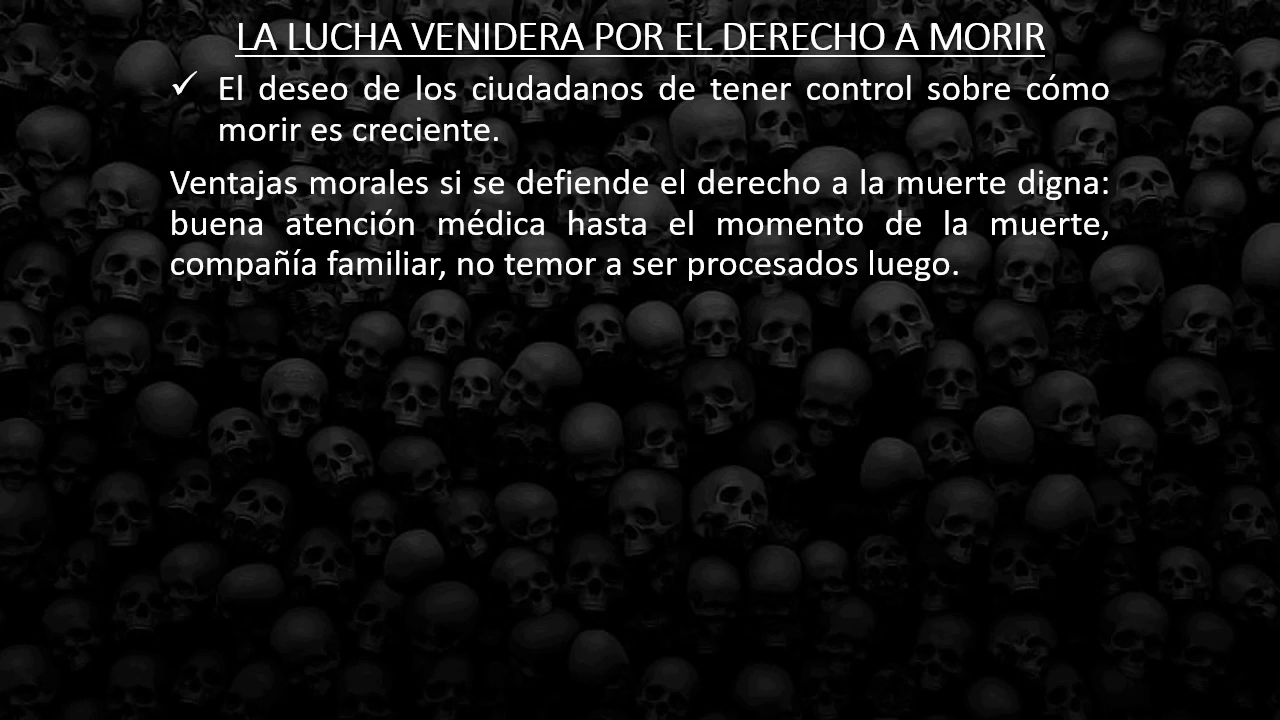 LA LUCHA VENIDERA POR EL DERECHO A MORIR
✓ El deseo de los ciudadanos de tener control sobre cómo
morir es creciente.
Ventajas morales si se defiende el derecho a la muerte digna:
buena atención médica hasta el momento de la muerte,
compañía familiar, no temor a ser procesados luego.